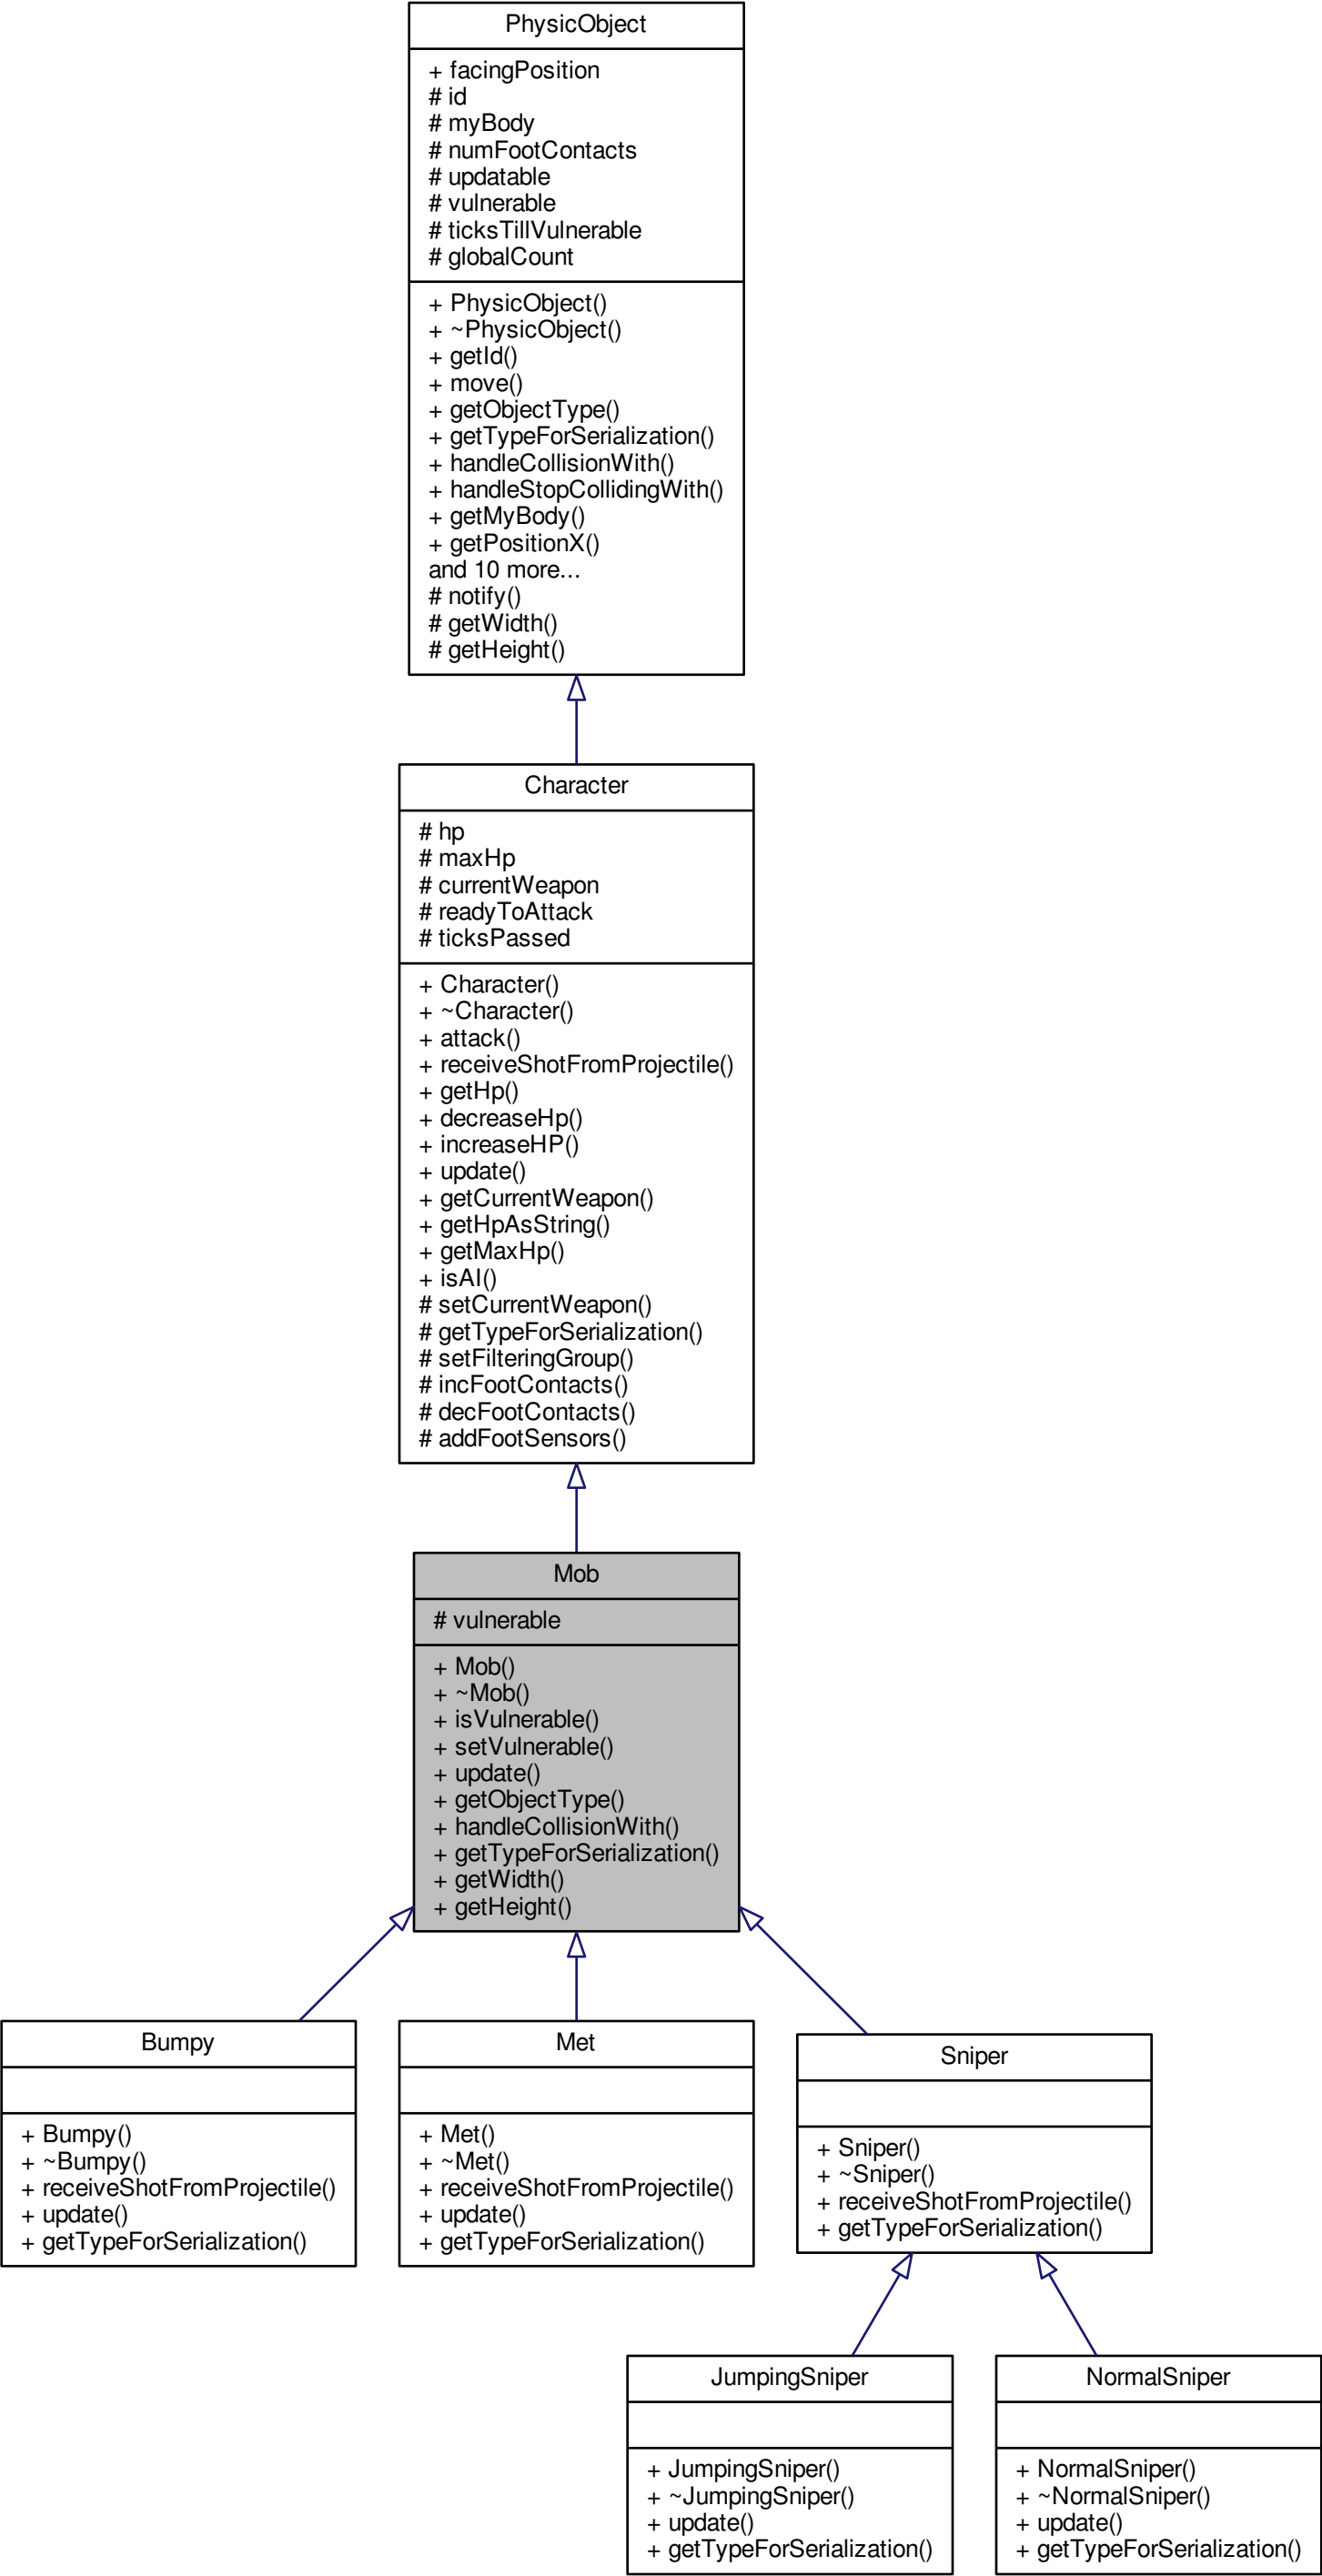 PhysicObject
+ facingPosition
# id
# myBody
# numFootContacts
# updatable
# vulnerable
# ticksTillVulnerable
# globalCount
+ PhysicObject()
+ ~PhysicObject()
+ getId()
+ move()
+ getObjectType()
+ getTypeForSerialization()
+ handleCollisionWith()
+ handleStopCollidingWith()
+ getMyBody()
+ getPositionX()
and 10 more...
# notify()
# getWidth()
# getHeight()
Character
# hp
# maxHp
# currentWeapon
# readyToAttack
# ticksPassed
+ Character()
+ ~Character()
+ attack()
+ receiveShotFromProjectile()
+ getHp()
+ decreaseHp()
+ increaseHP()
+ update()
+ getCurrentWeapon()
+ getHpAsString()
+ getMaxHp()
+ isAI()
# setCurrentWeapon()
# getTypeForSerialization()
# setFilteringGroup()
# incFootContacts()
# decFootContacts()
# addFootSensors()
Mob
# vulnerable
+ Mob()
+ ~Mob()
+ isVulnerable()
+ setVulnerable()
+ update()
+ getObjectType()
+ handleCollisionWith()
+ getTypeForSerialization()
+ getWidth()
+ getHeight()
Bumpy
+ Bumpy()
+ ~Bumpy()
+ receiveShotFromProjectile()
+ update()
+ getTypeForSerialization()
Met
+ Met()
+ ~Met()
+ receiveShotFromProjectile()
+ update()
+ getTypeForSerialization()
Sniper
+ Sniper()
+ ~Sniper()
+ receiveShotFromProjectile()
+ getTypeForSerialization()
JumpingSniper
+ JumpingSniper()
+ ~JumpingSniper()
+ update()
+ getTypeForSerialization()
NormalSniper
+ NormalSniper()
+ ~NormalSniper()
+ update()
+ getTypeForSerialization()